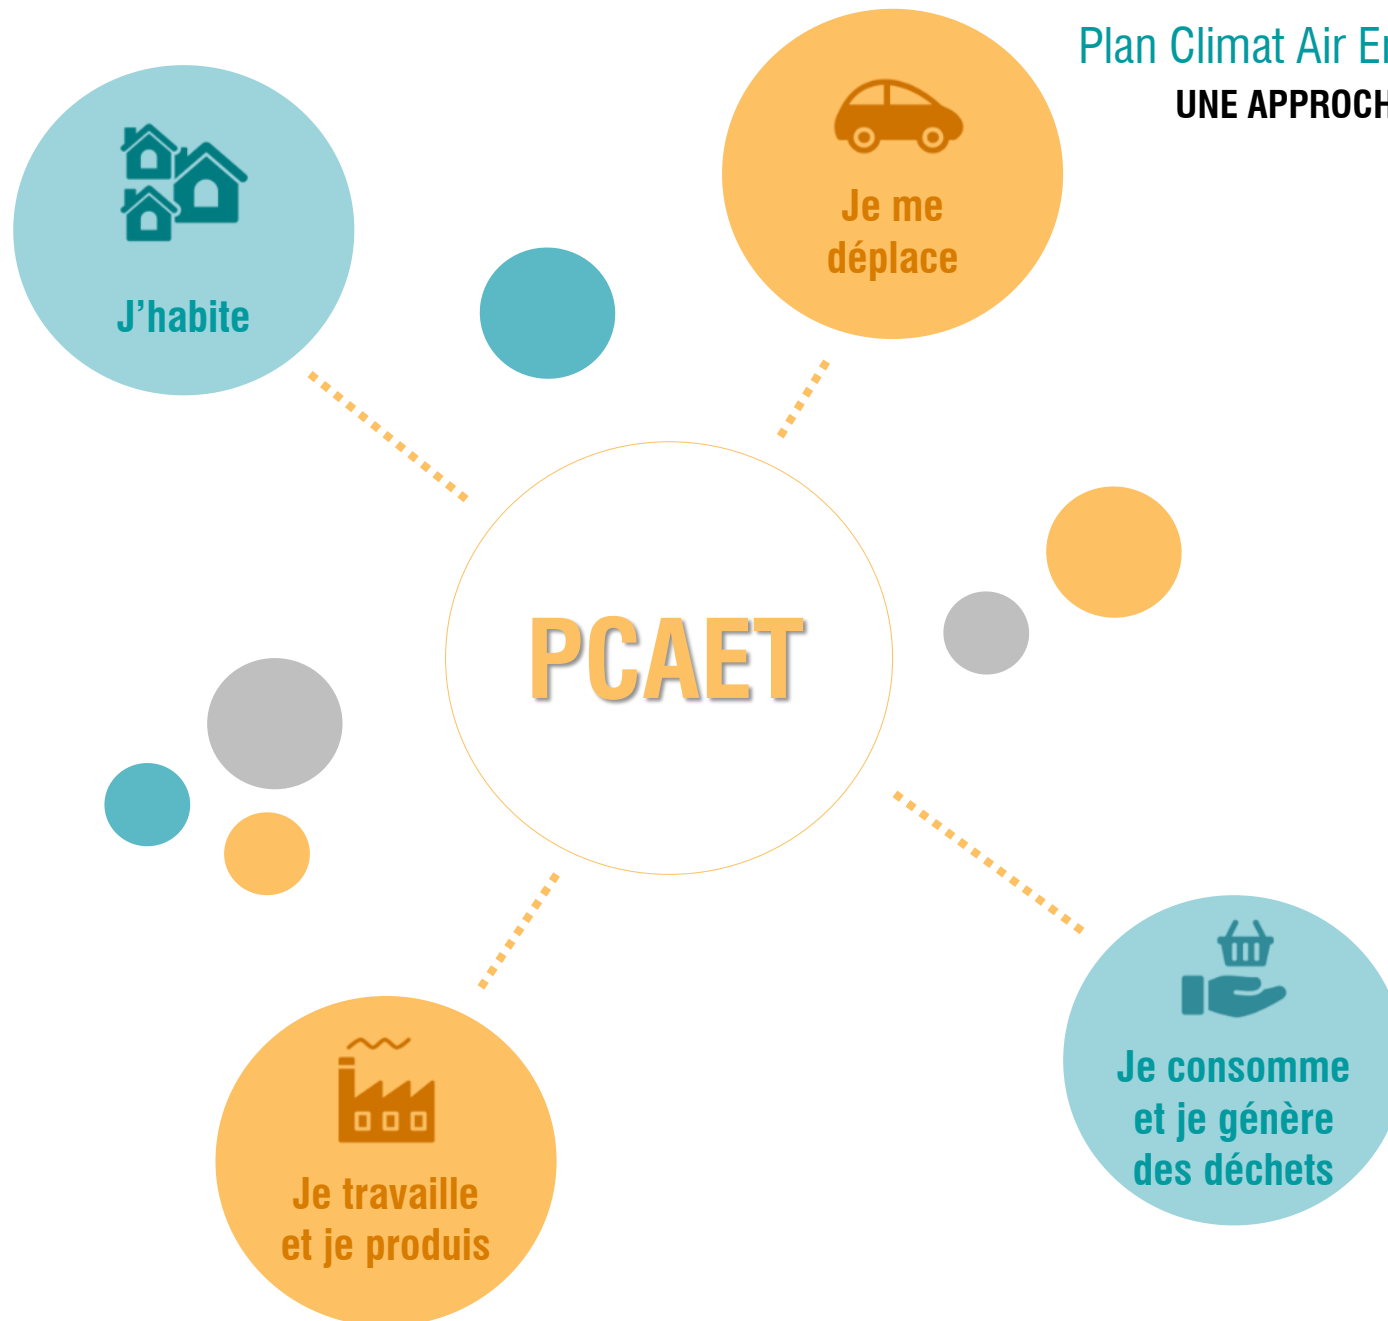 Plan Climat Air
UNE
J’habite
Je me
déplace
PCAET
Je consomme
et je génère
des déchets
Je travaille
et je produis